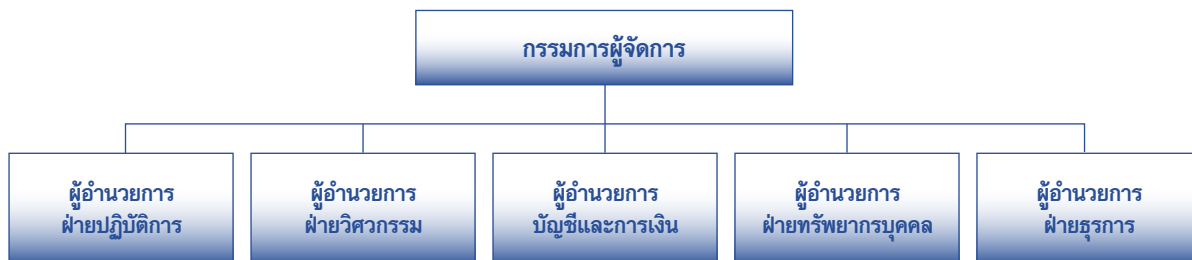 กรรมการผู้จัดการ
ผู้อำนวยการ
ฝ่ายปฏิบัติการ
ผู้อำนวยการ
ฝ่ายวิศวกรรม
ผู้อำนวยการ
บัญชีและการเงิน
ผู้อำนวยการ
ฝ่ายทรัพยากรบุคคล
ผู้อำนวยการ
ฝ่ายธุรการ